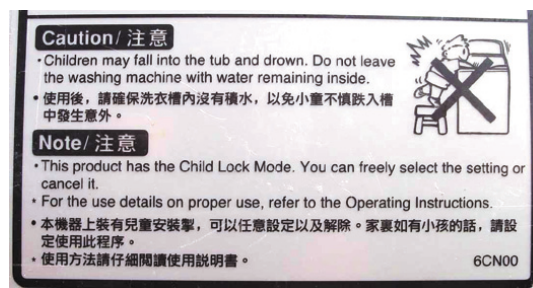 Caution/注意
・Children may fall into the tub and drown. Do not leave
the washing machine with water remaining inside.
・使用後，請確保洗衣槽內沒有積水，以免小童不慎跌入槽
中發生意外。
Note/注意
・This product has the Child Lock Mode. You can freely select the setting or
cancel it.
・For the use details on proper use, refer to the Operating Instructions.
・本機器上裝有兒童安裝掣，可以任意設定以及解除。家裏如有小孩的話，請設
定使用此程序。
・使用方法請仔細閱讀使用説明書。
6CN00